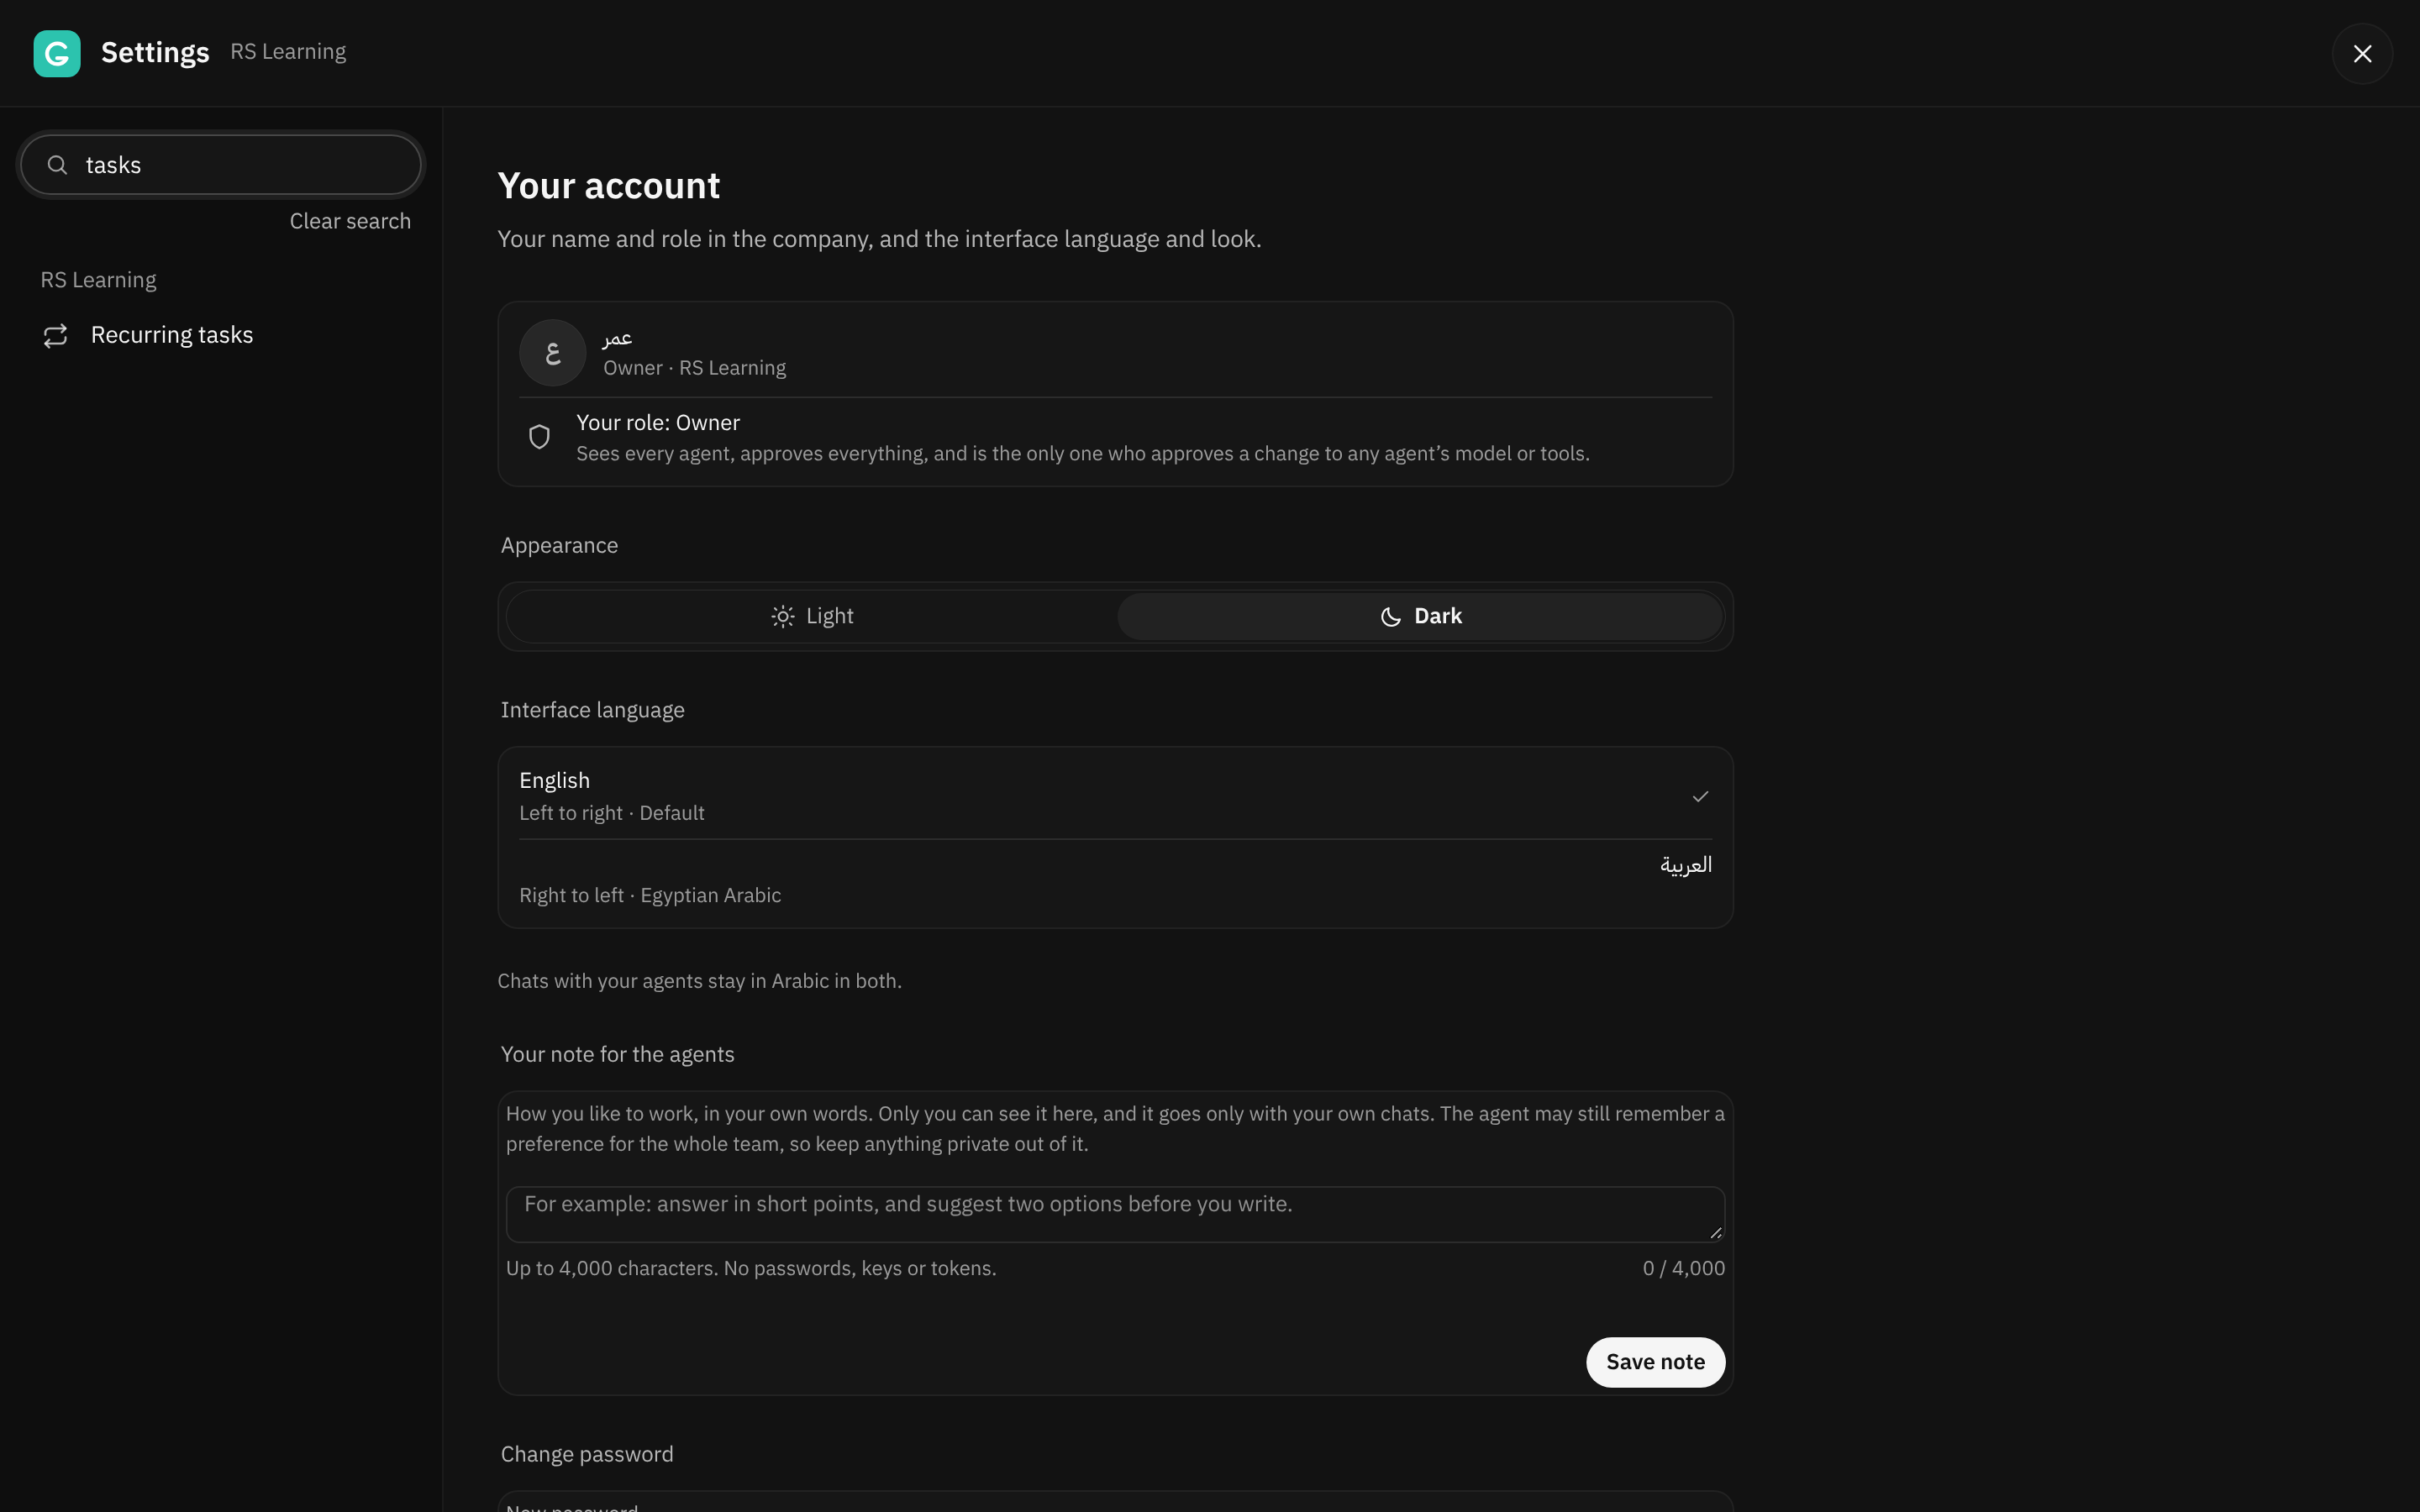 G Settings RS Learning
tasks
Clear search
RS Learning
Recurring tasks
Your account
Your name and role in the company, and the interface language and look.
ع
عمر
Owner · RS Learning
Your role: Owner
Sees every agent, approves everything, and is the only one who approves a change to any agent’s model or tools.
Appearance
Light
Dark
Interface language
English
Left to right · Default
العربية
Right to left · Egyptian Arabic
Chats with your agents stay in Arabic in both.
Your note for the agents
How you like to work, in your own words. Only you can see it here, and it goes only with your own chats. The agent may still remember a
preference for the whole team, so keep anything private out of it.
For example: answer in short points, and suggest two options before you write.
Up to 4,000 characters. No passwords, keys or tokens.
0 / 4,000
Save note
Change password
New password